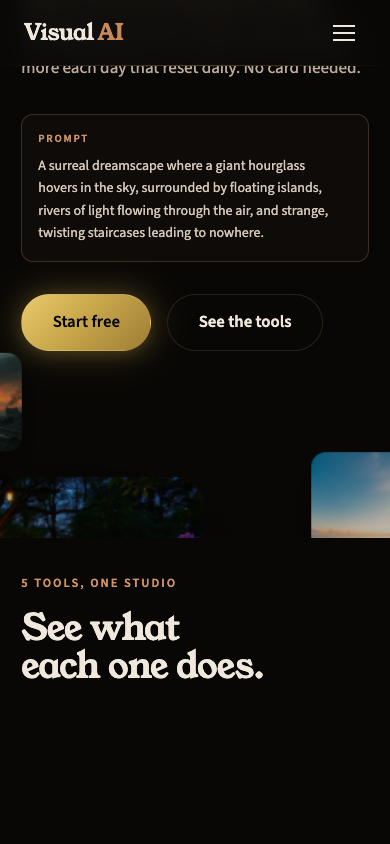 Visual AI
more each day that reset daily. No card needed.
PROMPT
A surreal dreamscape where a giant hourglass
hovers in the sky, surrounded by floating islands,
rivers of light flowing through the air, and strange,
twisting staircases leading to nowhere.
Start free
See the tools
5 TOOLS, ONE STUDIO
See what
each one does.